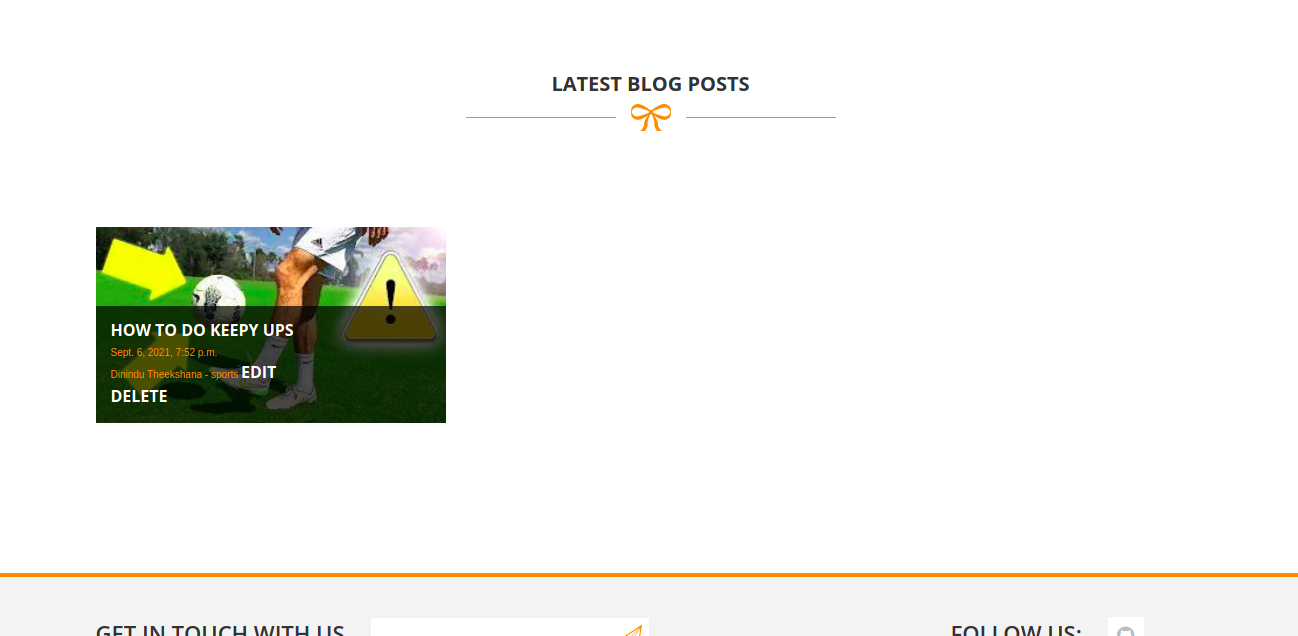 LATEST BLOG POSTS
HOW TO DO KEEPY UPS
Sept. 6, 2021, 7:52 p.m.
Dinindu Theekshana - sports EDIT
DELETE
GET IN TOUCH WITH US
FOLLOW US: